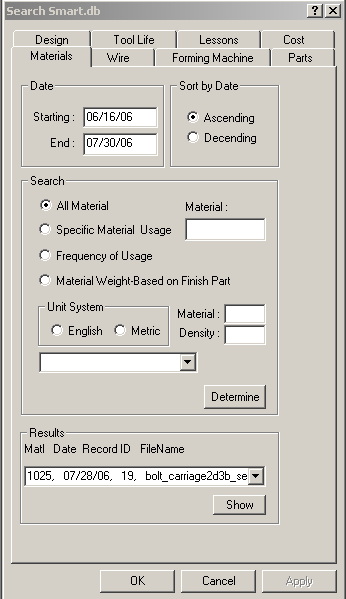 Search Smart.db
Design Tool Life Lessons Cost
Materials Wire Forming Machine Parts
Date Sort by Date
Starting : 06/16/06 Ascending
End : 07/30/06 Decending
Search
All Material Material :
Specific Material Usage
Frequency of Usage
Material Weight-Based on Finish Part
Unit System Material :
English Metric Density :
Determine
Results
Matl Date Record ID FileName
1025, 07/28/06, 19, bolt_carriage2d3b_se
Show
OK Cancel Apply